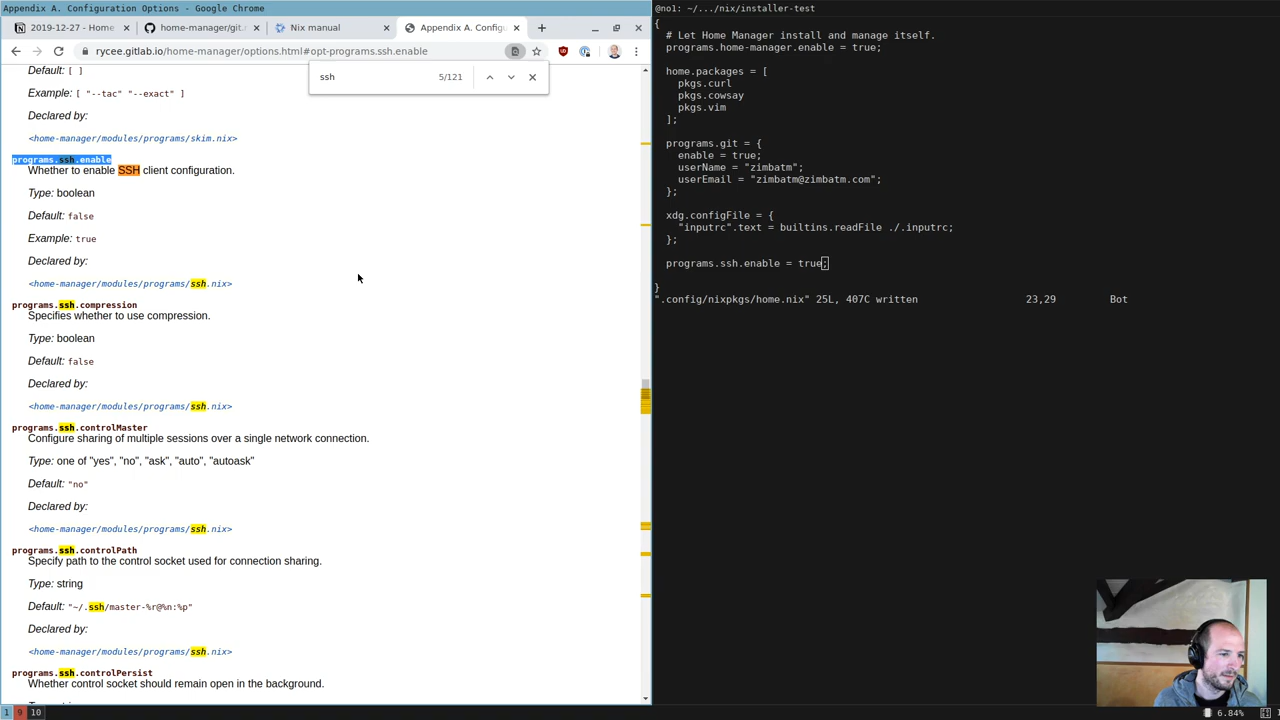 Appendix A. Configuration Options - Google Chrome
2019-12-27 - Home
home-manager/git.n
Nix manual
Appendix A. Config
rycee.gitlab.io/home-manager/options.html#opt-programs.ssh.enable
ssh
5/121
Default: [ ]
Example: [ "--tac" "--exact" ]
Declared by:
<home-manager/modules/programs/skim.nix>
programs.ssh.enable
Whether to enable SSH client configuration.
Type: boolean
Default: false
Example: true
Declared by:
<home-manager/modules/programs/ssh.nix>
programs.ssh.compression
Specifies whether to use compression.
Type: boolean
Default: false
Declared by:
<home-manager/modules/programs/ssh.nix>
programs.ssh.controlMaster
Configure sharing of multiple sessions over a single network connection.
Type: one of "yes", "no", "ask", "auto", "autoask"
Default: "no"
Declared by:
<home-manager/modules/programs/ssh.nix>
programs.ssh.controlPath
Specify path to the control socket used for connection sharing.
Type: string
Default: "~/.ssh/master-%r@%n:%p"
Declared by:
<home-manager/modules/programs/ssh.nix>
programs.ssh.controlPersist
Whether control socket should remain open in the background.
1 9 10
@no1: ~/.../nix/installer-test
{
# Let Home Manager install and manage itself.
programs.home-manager.enable = true;
home.packages = [
pkgs.curl
pkgs.cowsay
pkgs.vim
];
programs.git = {
enable = true;
userName = "zimbatm";
userEmail = "zimbatm@zimbatm.com";
};
xdg.configFile = {
"inputrc".text = builtins.readFile ./.inputrc;
};
programs.ssh.enable = true;
}
".config/nixpkgs/home.nix" 25L, 407C written 23,29 Bot
6.84%